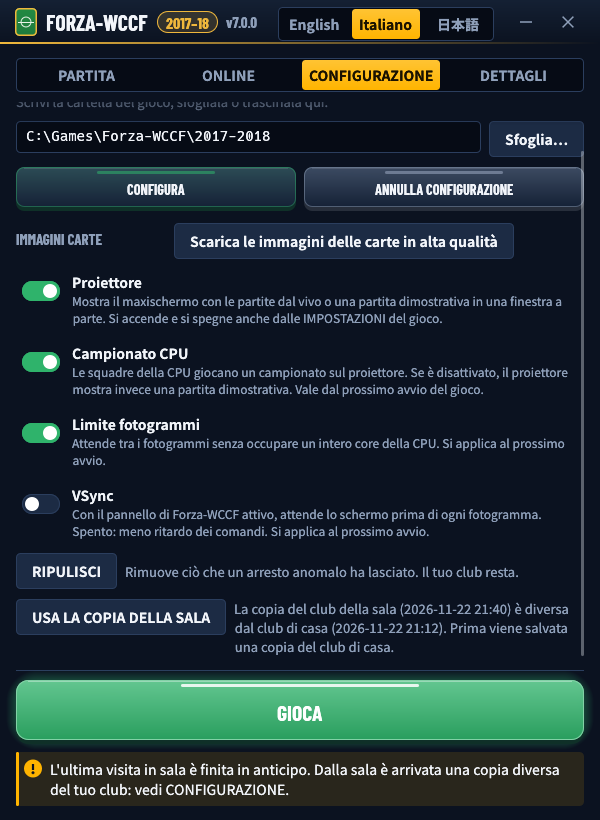 FORZA-WCCF 2017-18 v7.0.0 English Italiano 日本語
PARTITA ONLINE CONFIGURAZIONE DETTAGLI
Scrivi la cartella del gioco, sfogliala o trascinala qui.
C:\Games\Forza-WCCF\2017-2018 Sfoglia...
CONFIGURA ANNULLA CONFIGURAZIONE
IMMAGINI CARTE Scarica le immagini delle carte in alta qualità
Proiettore
Mostra il maxischermo con le partite dal vivo o una partita dimostrativa in una finestra a
parte. Si accende e si spegne anche dalle IMPOSTAZIONI del gioco.
Campionato CPU
Le squadre della CPU giocano un campionato sul proiettore. Se è disattivato, il proiettore
mostra invece una partita dimostrativa. Vale dal prossimo avvio del gioco.
Limite fotogrammi
Attende tra i fotogrammi senza occupare un intero core della CPU. Si applica al prossimo
avvio.
VSync
Con il pannello di Forza-WCCF attivo, attende lo schermo prima di ogni fotogramma.
Spento: meno ritardo dei comandi. Si applica al prossimo avvio.
RIPULISCI Rimuove ciò che un arresto anomalo ha lasciato. Il tuo club resta.
USA LA COPIA DELLA SALA La copia del club della sala (2026-11-22 21:40) è diversa
dal club di casa (2026-11-22 21:12). Prima viene salvata
una copia del club di casa.
GIOCA
L'ultima visita in sala è finita in anticipo. Dalla sala è arrivata una copia diversa
del tuo club: vedi CONFIGURAZIONE.